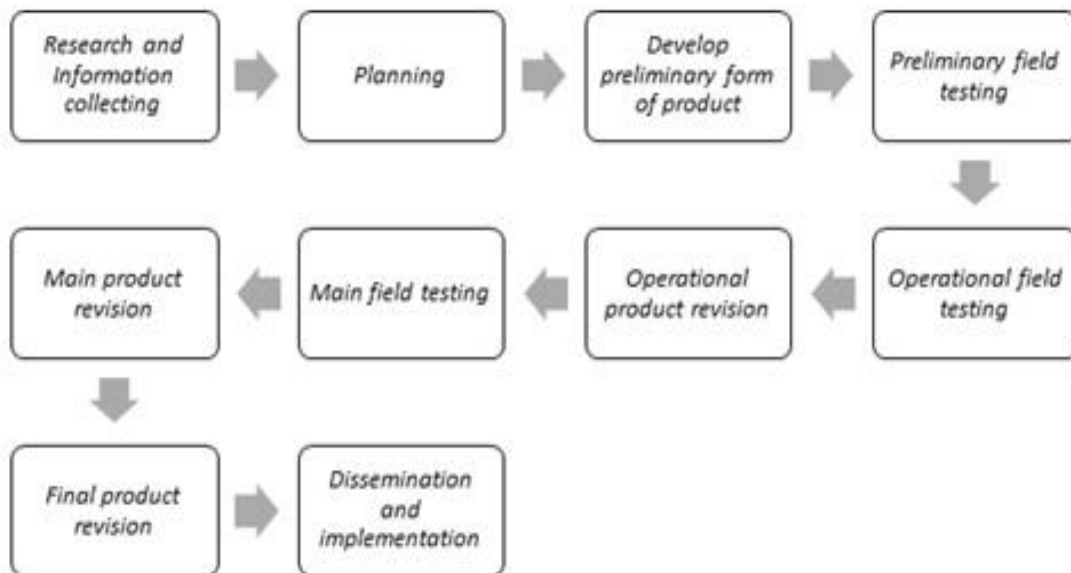 Research and
Information
collecting
Planning
Develop
preliminary form
of product
Preliminary field
testing
Operational field
testing
Operational
product revision
Main field testing
Main product
revision
Final product
revision
Dissemination
and
implementation